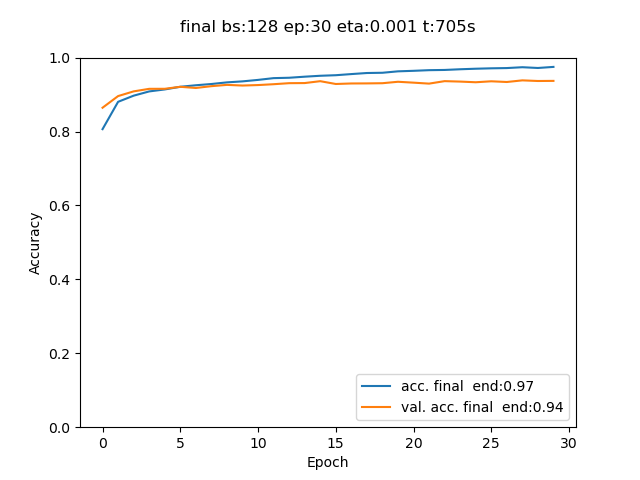 final bs:128 ep:30 eta:0.001 t:705s
1.0
0.8
0.6
0.4
0.2
0.0
Accuracy
acc. final  end:0.97
val. acc. final  end:0.94
0 5 10 15 20 25 30
Epoch